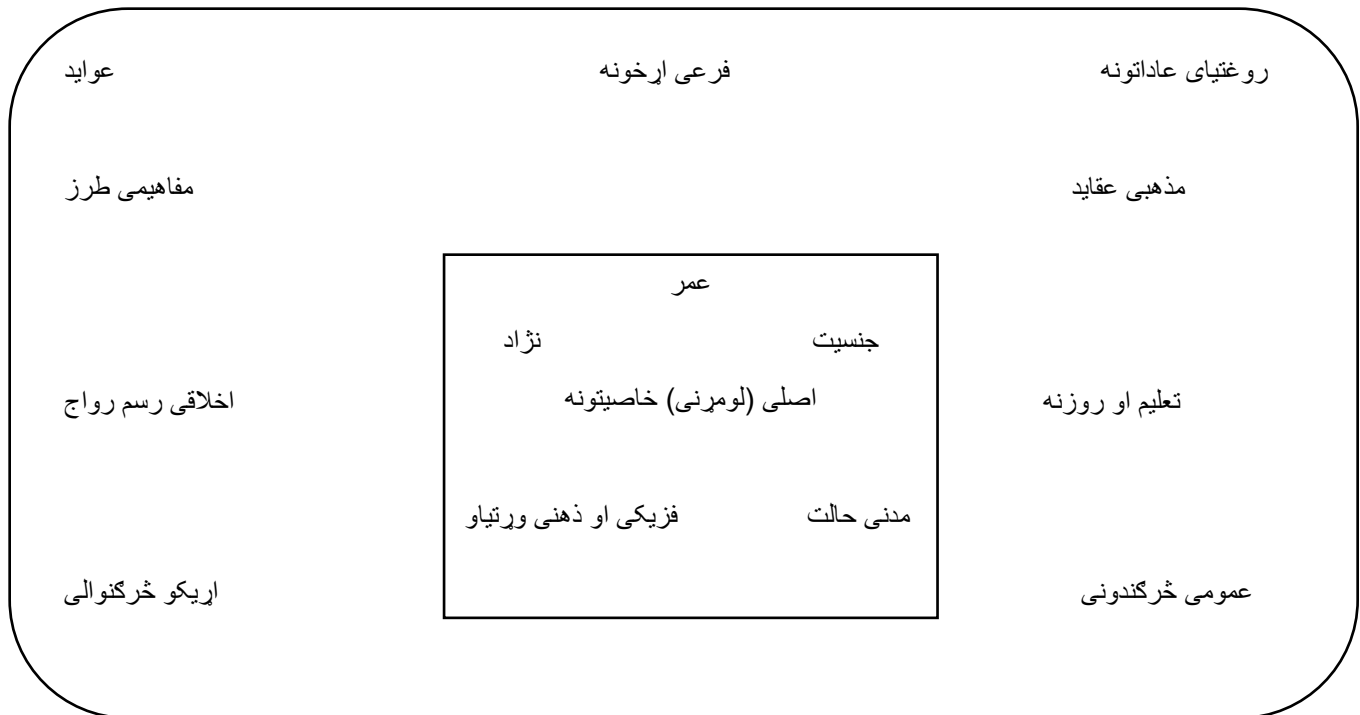 روغتیای عاداتونه فرعی اړخونه عواید
مذهبی عقاید مفاهیمی طرز
عمر
جنسیت نژاد
تعلیم او روزنه اصلی (لومړنی) خاصیتونه اخلاقی رسم رواج
مدنی حالت فزیکی او ذهنی وړتیاو
عمومی څرګندونی اړیکو څرګنوالی